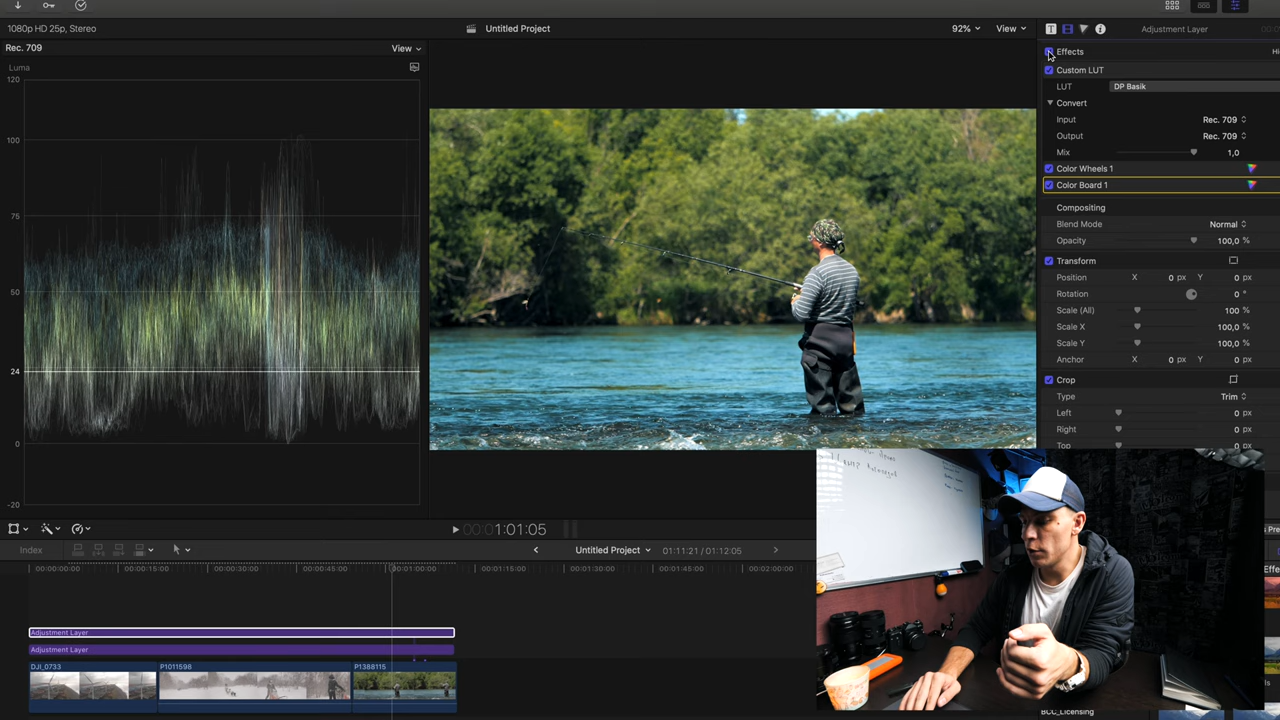 1080p HD 25p, Stereo
Untitled Project
92%
View
Adjustment Layer
Rec. 709
View
Effects
Custom LUT
LUT DP Basik
Convert
Input Rec. 709
Output Rec. 709
Mix 1,0
Color Wheels 1
Color Board 1
Compositing
Blend Mode Normal
Opacity 100,0 %
Transform
Position X 0 px Y 0 px
Rotation 0 °
Scale (All) 100 %
Scale X 100,0 %
Scale Y 100,0 %
Anchor X 0 px Y 0 px
Crop
Type Trim
Left 0 px
Right 0 px
Top 0 px
Luma
120
100
75
50
24
0
-20
00:00:1:01:05
Index
Untitled Project
01:11:21 / 01:12:05
00:00:00:00
00:00:15:00
00:00:30:00
00:00:45:00
00:01:00:00
00:01:15:00
00:01:30:00
00:01:45:00
00:02:00:00
Adjustment Layer
Adjustment Layer
DJI_0733
P1011598
P1388115
BCC_Licensing